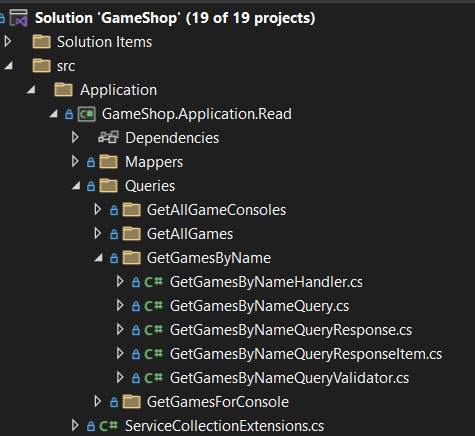 Solution 'GameShop' (19 of 19 projects)
Solution Items
src
Application
C# GameShop.Application.Read
Dependencies
Mappers
Queries
GetAllGameConsoles
GetAllGames
GetGamesByName
C# GetGamesByNameHandler.cs
C# GetGamesByNameQuery.cs
C# GetGamesByNameQueryResponse.cs
C# GetGamesByNameQueryResponseItem.cs
C# GetGamesByNameQueryValidator.cs
GetGamesForConsole
C# ServiceCollectionExtensions.cs